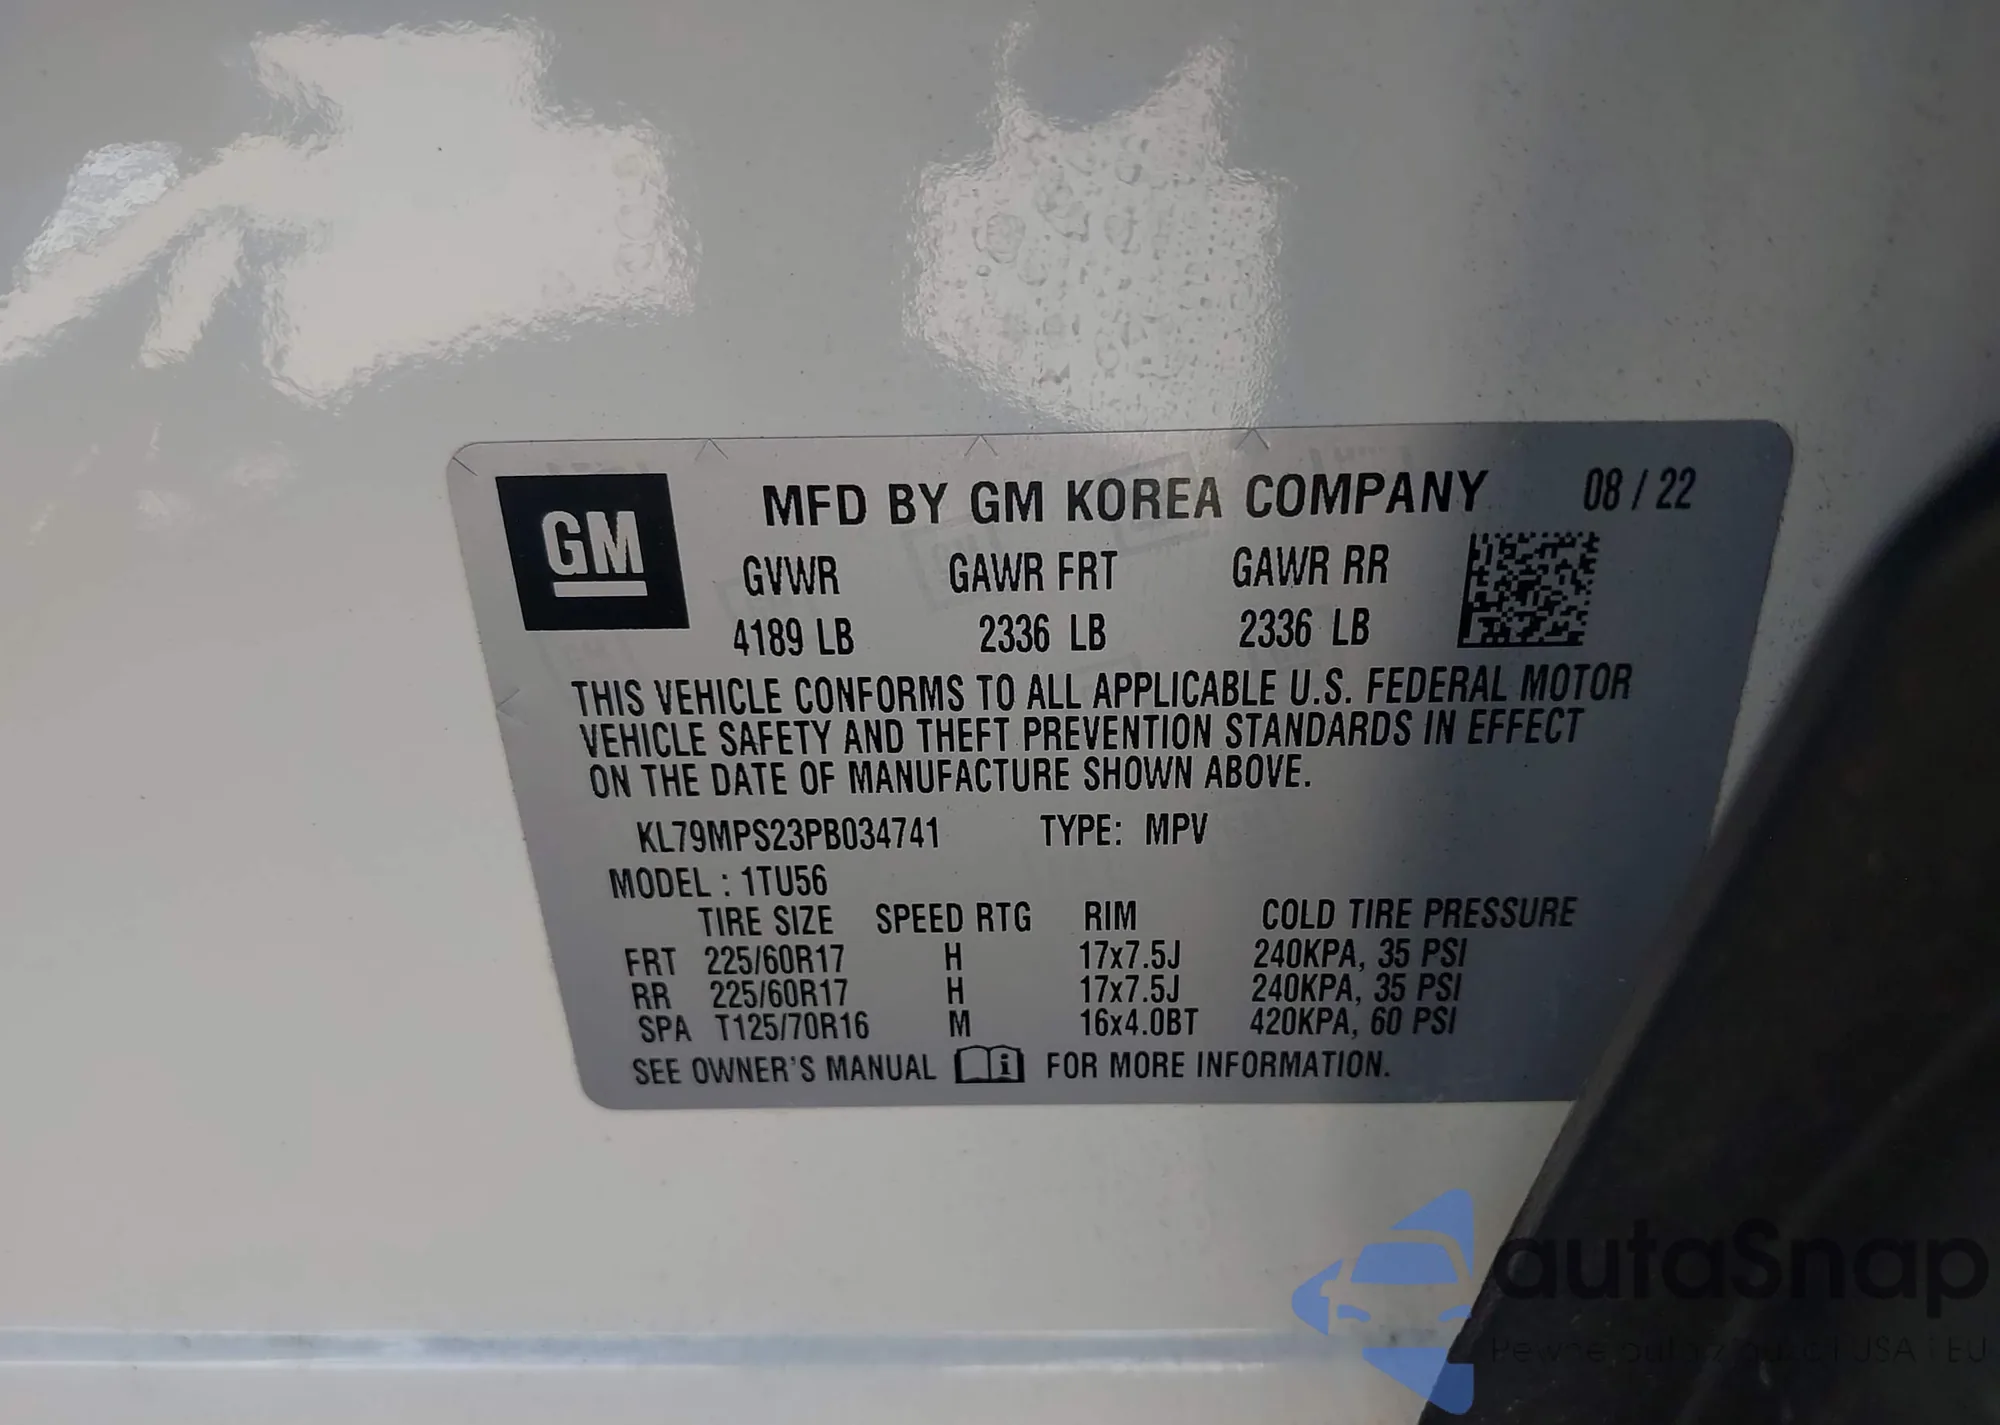 GM
MFD BY GM KOREA COMPANY 08 / 22
GVWR GAWR FRT GAWR RR
4189 LB 2336 LB 2336 LB
THIS VEHICLE CONFORMS TO ALL APPLICABLE U.S. FEDERAL MOTOR
VEHICLE SAFETY AND THEFT PREVENTION STANDARDS IN EFFECT
ON THE DATE OF MANUFACTURE SHOWN ABOVE.
KL79MPS23PB034741 TYPE: MPV
MODEL : 1TU56
TIRE SIZE SPEED RTG RIM COLD TIRE PRESSURE
FRT 225/60R17 H 17x7.5J 240KPA, 35 PSI
RR 225/60R17 H 17x7.5J 240KPA, 35 PSI
SPA T125/70R16 M 16x4.0BT 420KPA, 60 PSI
SEE OWNER'S MANUAL FOR MORE INFORMATION.
autaSnap
USA i EU